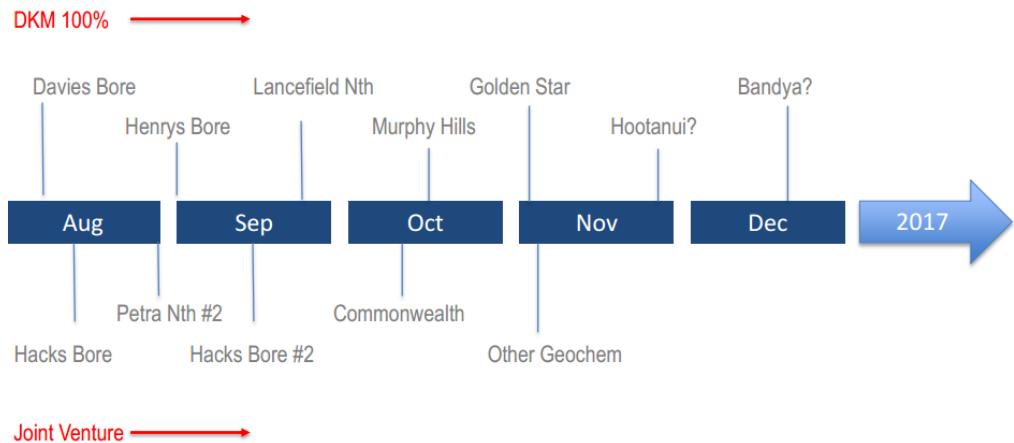 DKM 100%
Davies Bore
Lancefield Nth
Golden Star
Bandya?
Henrys Bore
Murphy Hills
Hootanui?
Aug
Sep
Oct
Nov
Dec
2017
Petra Nth #2
Commonwealth
Hacks Bore
Hacks Bore #2
Other Geochem
Joint Venture